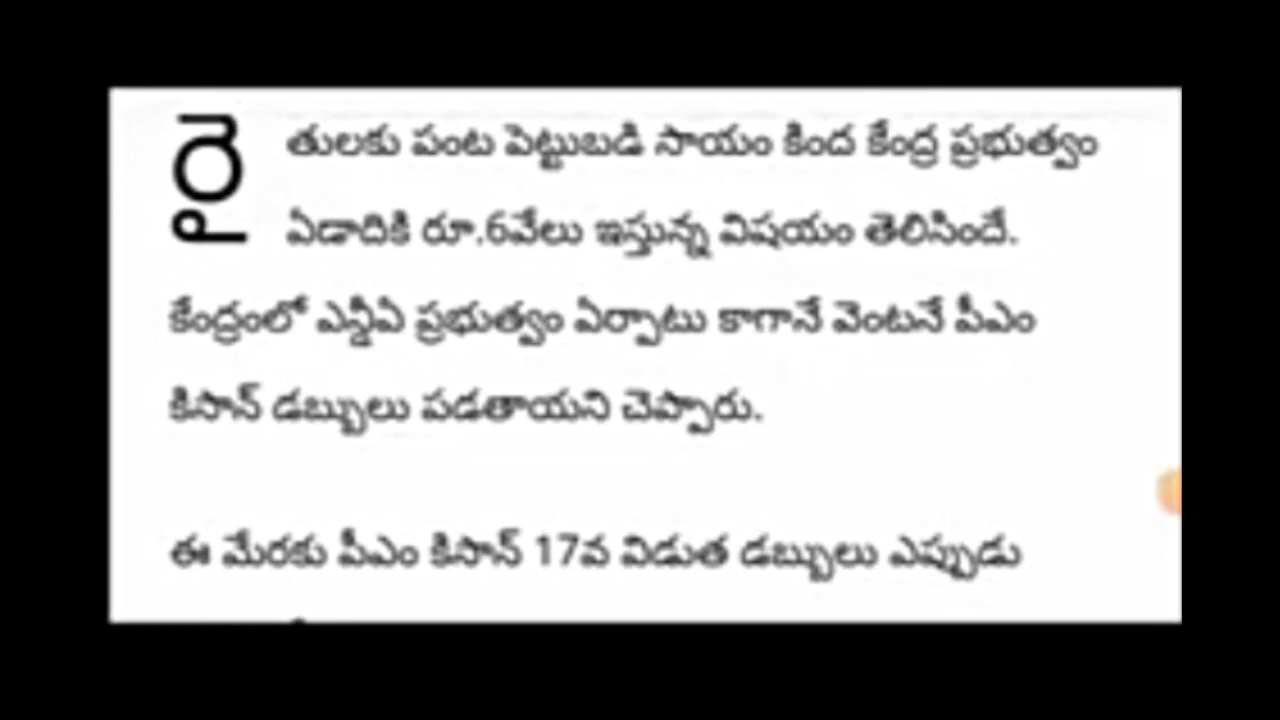 రైతులకు పంట పెట్టుబడి సాయం కింద కేంద్ర ప్రభుత్వం
ఏడాదికి రూ.6వేలు ఇస్తున్న విషయం తెలిసిందే.
కేంద్రంలో ఎన్డీఏ ప్రభుత్వం ఏర్పాటు కాగానే వెంటనే పీఎం
కిసాన్ డబ్బులు పడతాయని చెప్పారు.
ఈ మేరకు పీఎం కిసాన్ 17వ విడుత డబ్బులు ఎప్పుడు